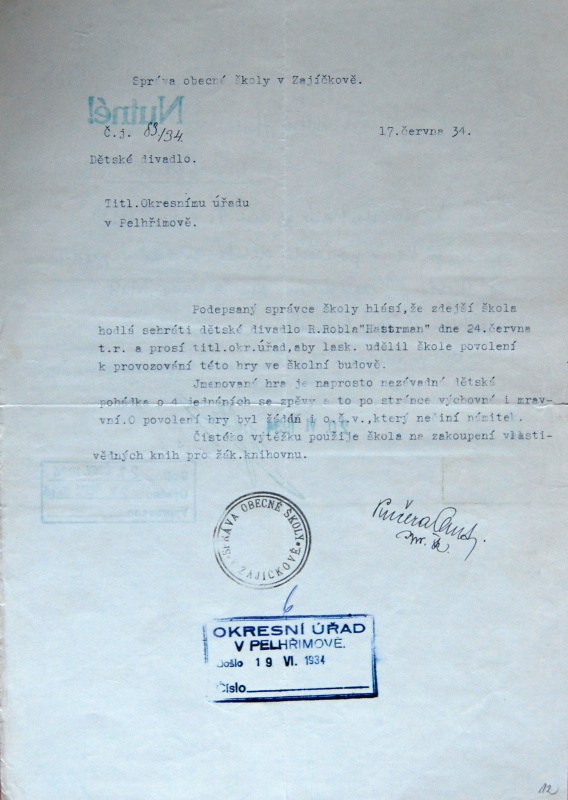 Správa obecné školy v Zajíčkově.
Nutné!
Č.j. 89/34. 17.června 34.
Dětské divadlo.
Titl.Okresnímu úřadu
v Pelhřimově.
Podepsaný správce školy hlásí,že zdejší škola
hodlá sehráti dětské divadlo R.Robla"Hastrman" dne 24.června
t.r. a prosí titl.okr.úřad,aby lask. udělil škole povolení
k provozování této hry ve školní budově.
Jmenovaná hra je naprosto nezávadná dětská
pohádka o 4 jednáních se zpěvy a to po stránce výchovné i mrav-
vní.O povolení hry byl žádán i o.š.v.,který nečiní námitek.
Čistého výtěžku použije škola na zakoupení vlasti-
vědných knih pro žák.knihovnu.
SPRÁVA OBECNÉ ŠKOLY
V ZAJÍČKOVĚ
6
OKRESNÍ ÚŘAD
V PELHŘIMOVĚ.
Došlo 19 VI. 1934
Číslo
12